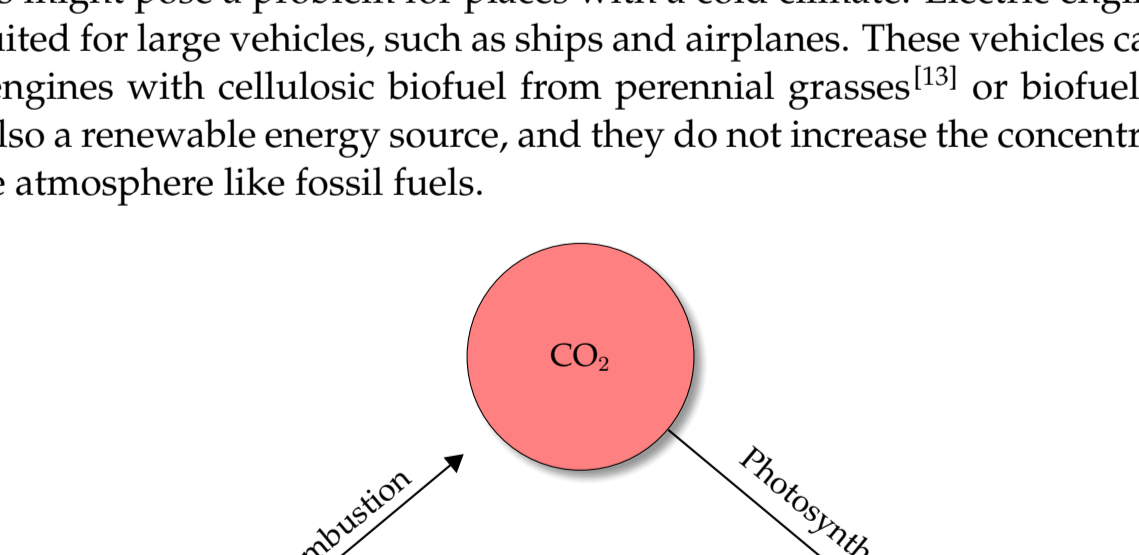 might pose a problem for places with a cold climate. Electric
uited for large vehicles, such as ships and airplanes. These vehicles ca
engines with cellulosic biofuel from perennial grasses[13] or biofuel
lso a renewable energy source, and they do not increase the concentr
e atmosphere like fossil fuels.
CO₂
mbustion
Photosynth